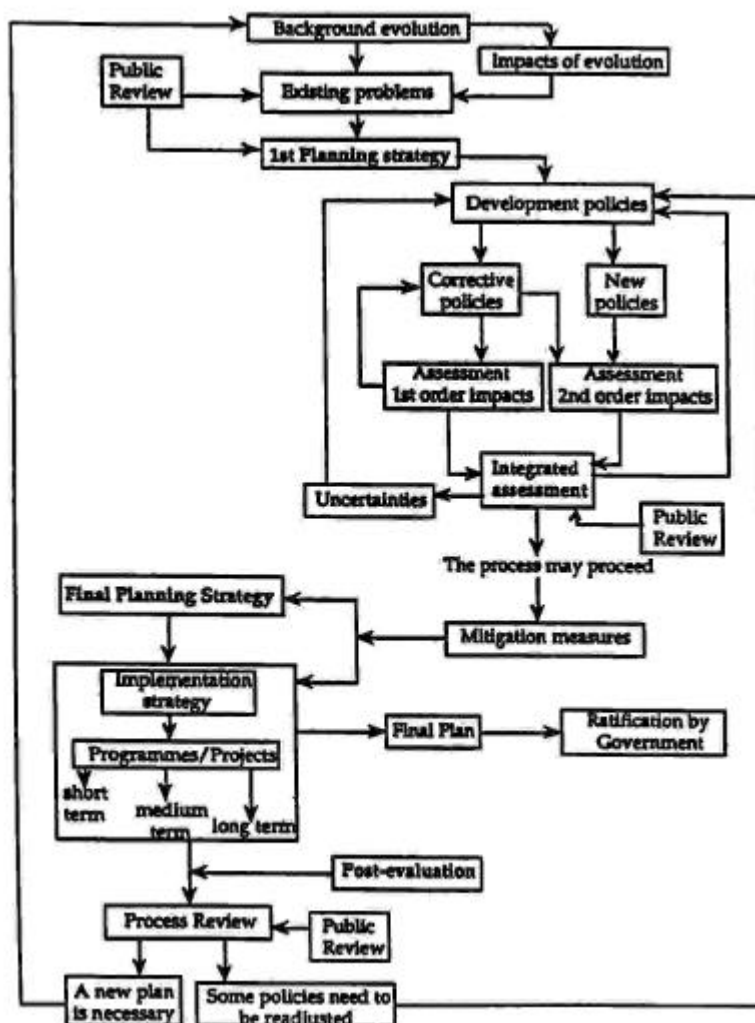 Background evolution
Public
Review
Impacts of evolution
Existing problems
1st Planning strategy
Development policies
Corrective
policies
New
policies
Assessment
1st order impacts
Assessment
2nd order impacts
Integrated
assessment
Uncertainties
Public
Review
The process may proceed
Final Planning Strategy
Mitigation measures
Implementation
strategy
Final Plan
Ratification by
Government
Programmes/Projects
short
term
medium
term
long term
Post-evaluation
Process Review
Public
Review
A new plan
is necessary
Some policies need to
be readjusted